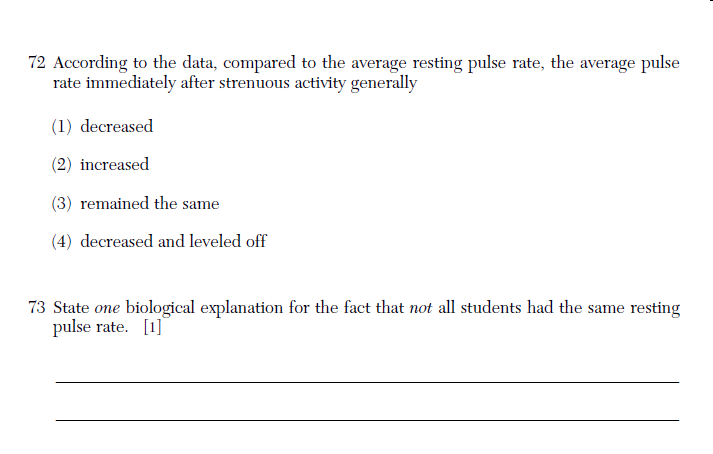 72 According to the data, compared to the average resting pulse rate, the average pulse
rate immediately after strenuous activity generally
(1) decreased
(2) increased
(3) remained the same
(4) decreased and leveled off
73 State one biological explanation for the fact that not all students had the same resting
pulse rate. [1]